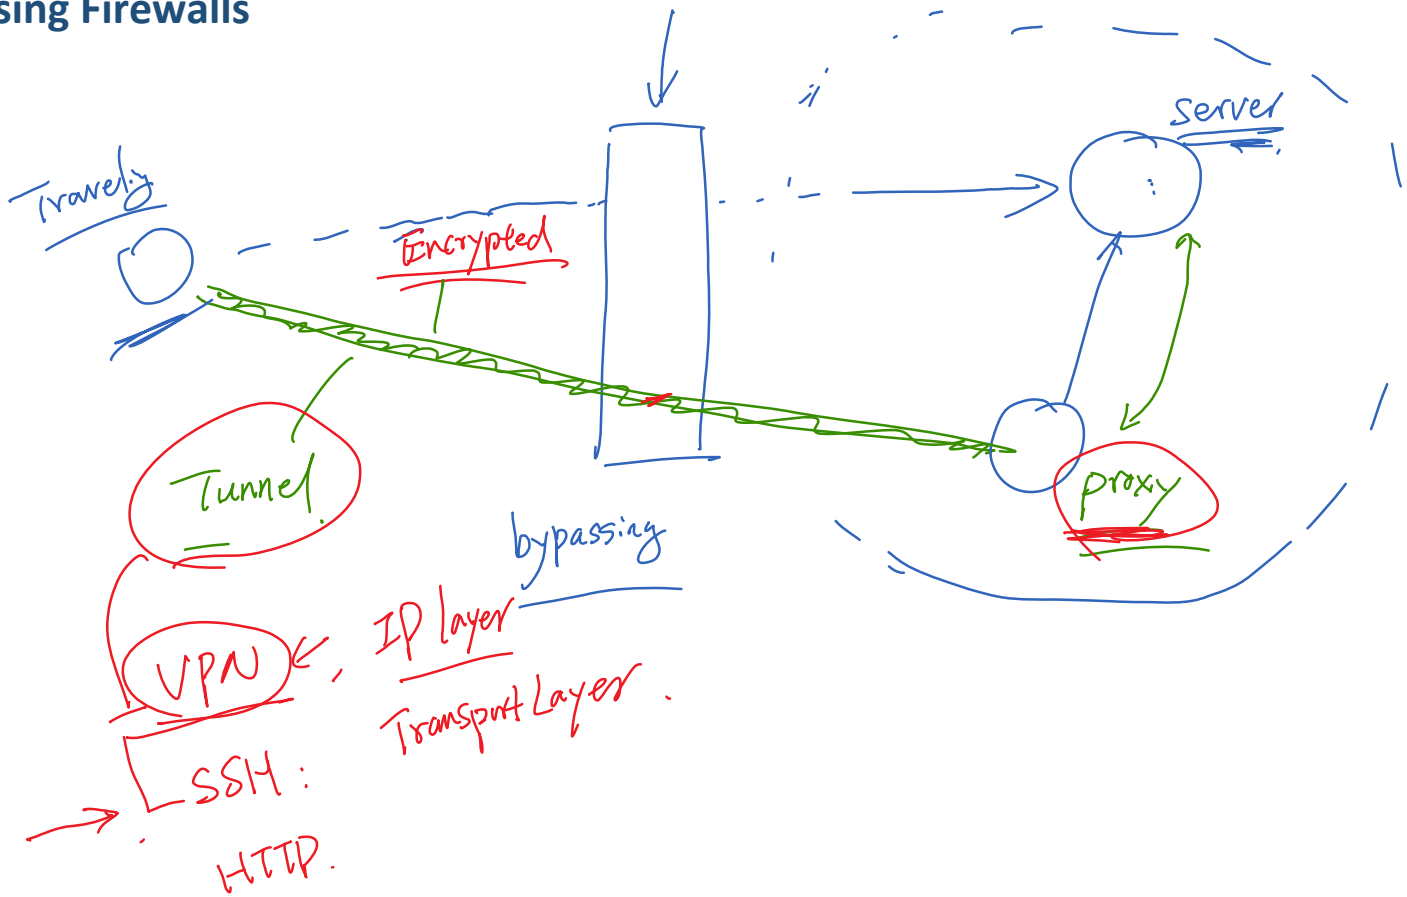 sing Firewalls
server
Traveling
Encrypted
Tunnel
proxy
bypassing
IP layer
VPN
Transport Layer.
SSH:
HTTP.